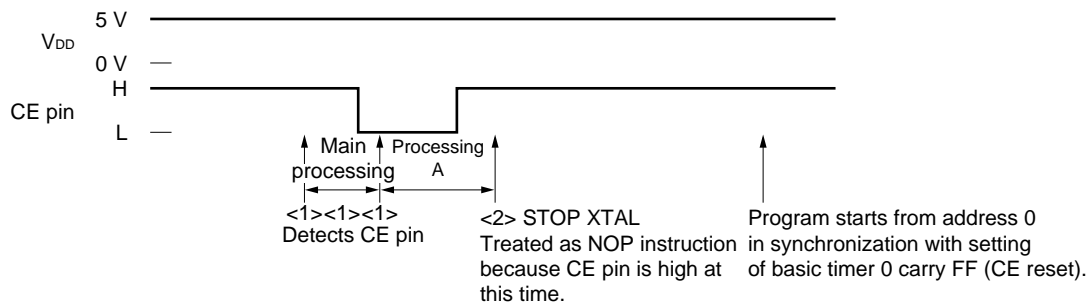 5 V
VDD
0 V
H
CE pin
L
Main
processing
Processing
A
<1><1><1>
Detects CE pin
<2> STOP XTAL
Treated as NOP instruction
because CE pin is high at
this time.
Program starts from address 0
in synchronization with setting
of basic timer 0 carry FF (CE reset).